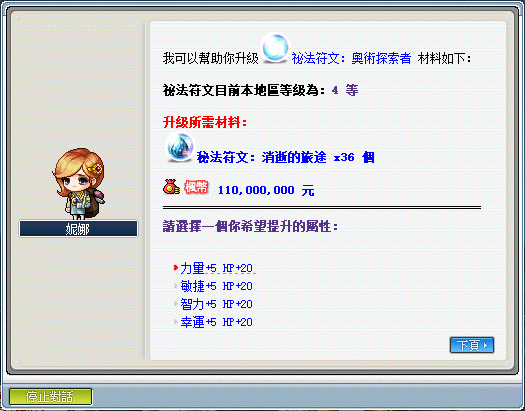 我可以幫助你升級 祕法符文：奧術探索者 材料如下：
祕法符文目前本地區等級為：4 等
升級所需材料：
祕法符文：消逝的旅途 x36 個
楓幣 110,000,000 元
請選擇一個你希望提升的屬性：
力量+5 HP+20
敏捷+5 HP+20
智力+5 HP+20
幸運+5 HP+20
妮娜
下頁
停止對話